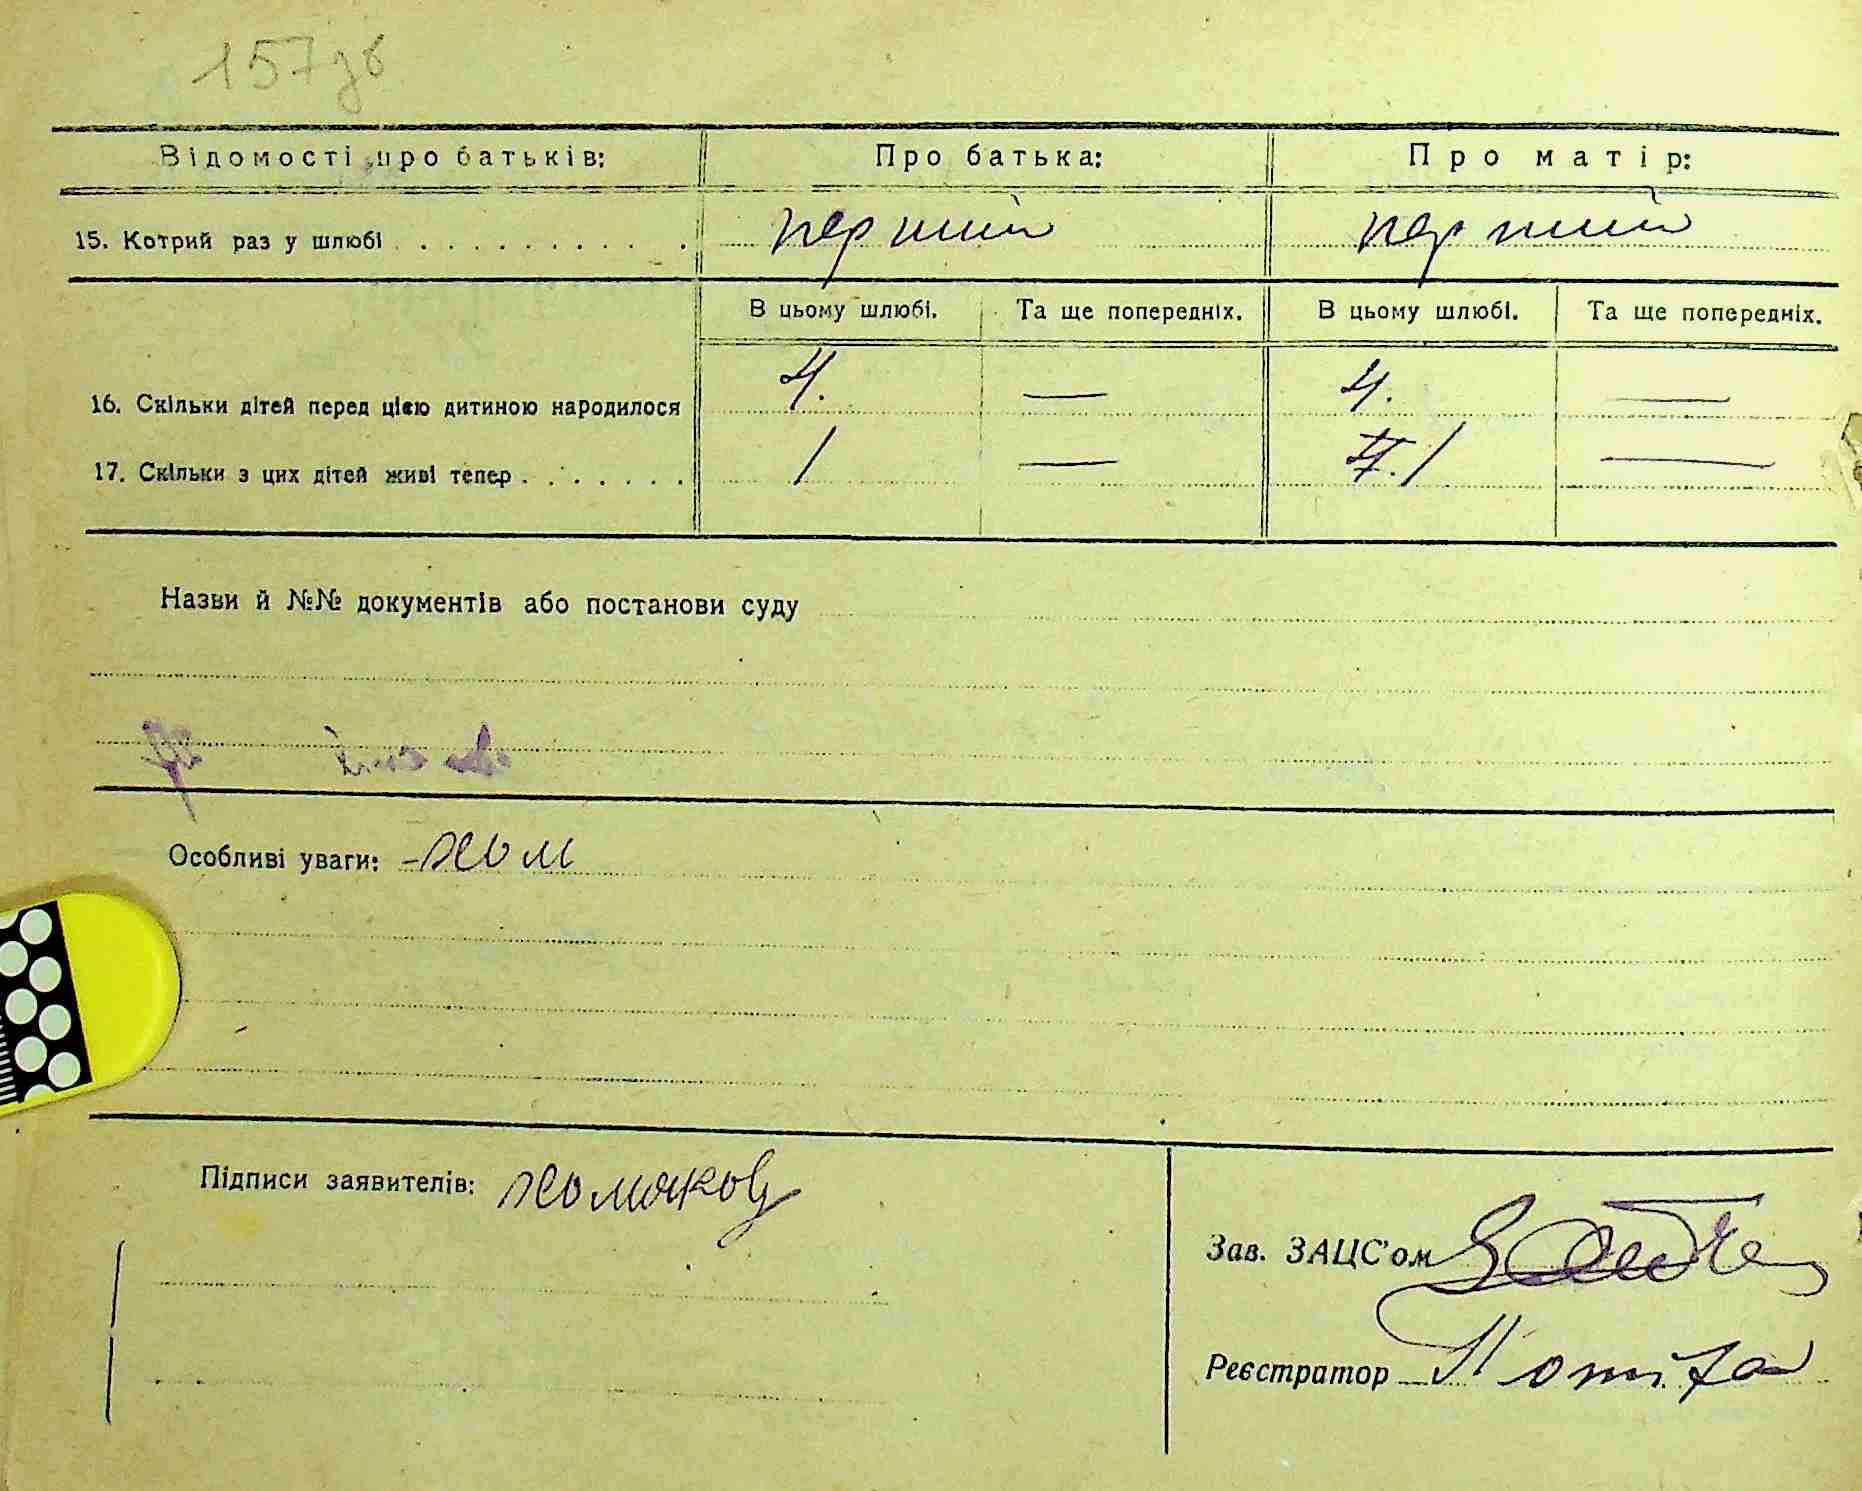 157зв
Відомості про батьків: Про батька: Про матір:
15. Котрий раз у шлюбі . . . . . . . . . . перший перший
В цьому шлюбі. Та ще попередніх. В цьому шлюбі. Та ще попередніх.
16. Скільки дітей перед цією дитиною народилося 4. — 4. —
17. Скільки з цих дітей живі тепер . . . . . . . 1 — 1 —
Назви й №№ документів або постанови суду
Особливі уваги: -Хом
Підписи заявителів: Хомяков
Зав. ЗАЦС'ом
Реєстратор